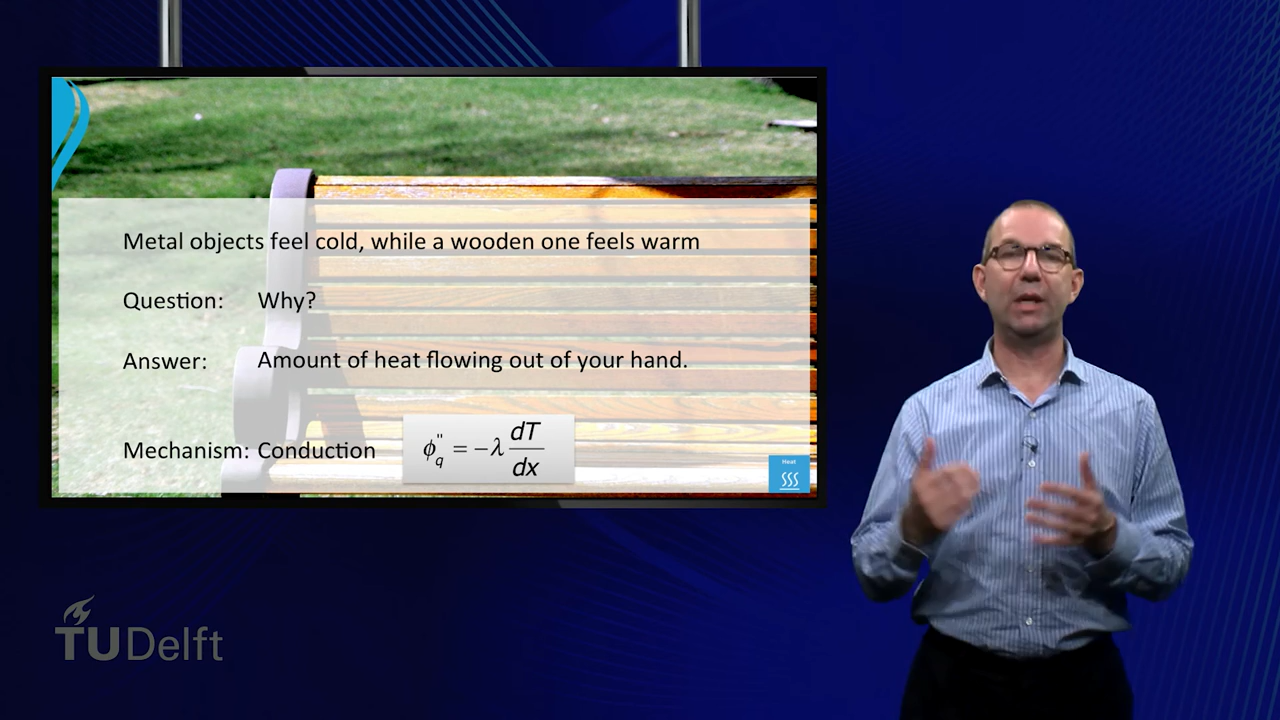 Metal objects feel cold, while a wooden one feels warm
Question: Why?
Answer: Amount of heat flowing out of your hand.
Mechanism: Conduction ϕ"q = −λ dT/dx
Heat
TUDelft